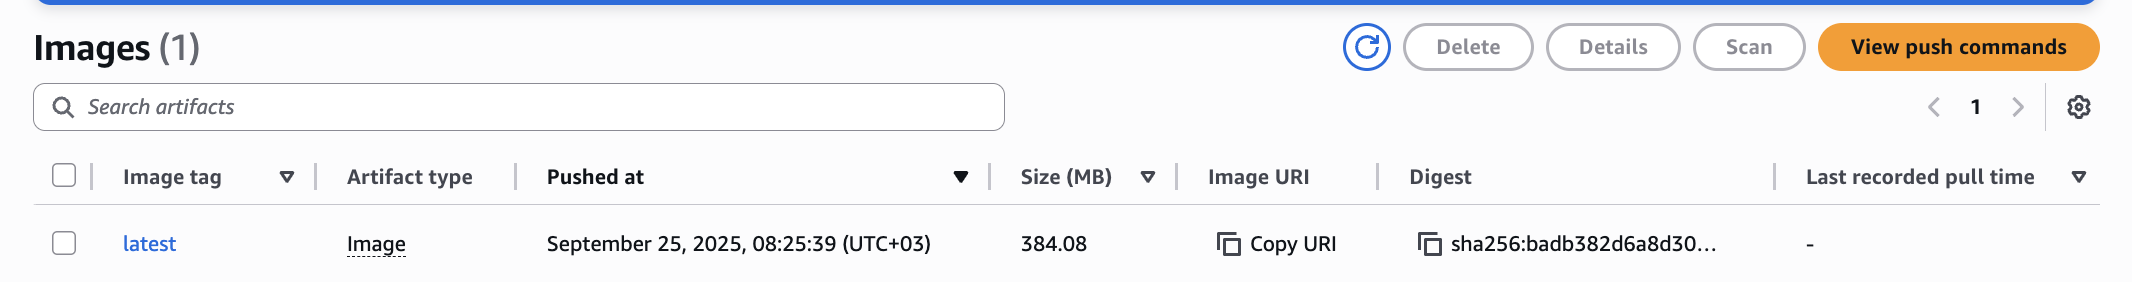 Images (1)
Delete
Details
Scan
View push commands
Search artifacts
1
Image tag Artifact type Pushed at Size (MB) Image URI Digest Last recorded pull time
latest Image September 25, 2025, 08:25:39 (UTC+03) 384.08 Copy URI sha256:badb382d6a8d30... -